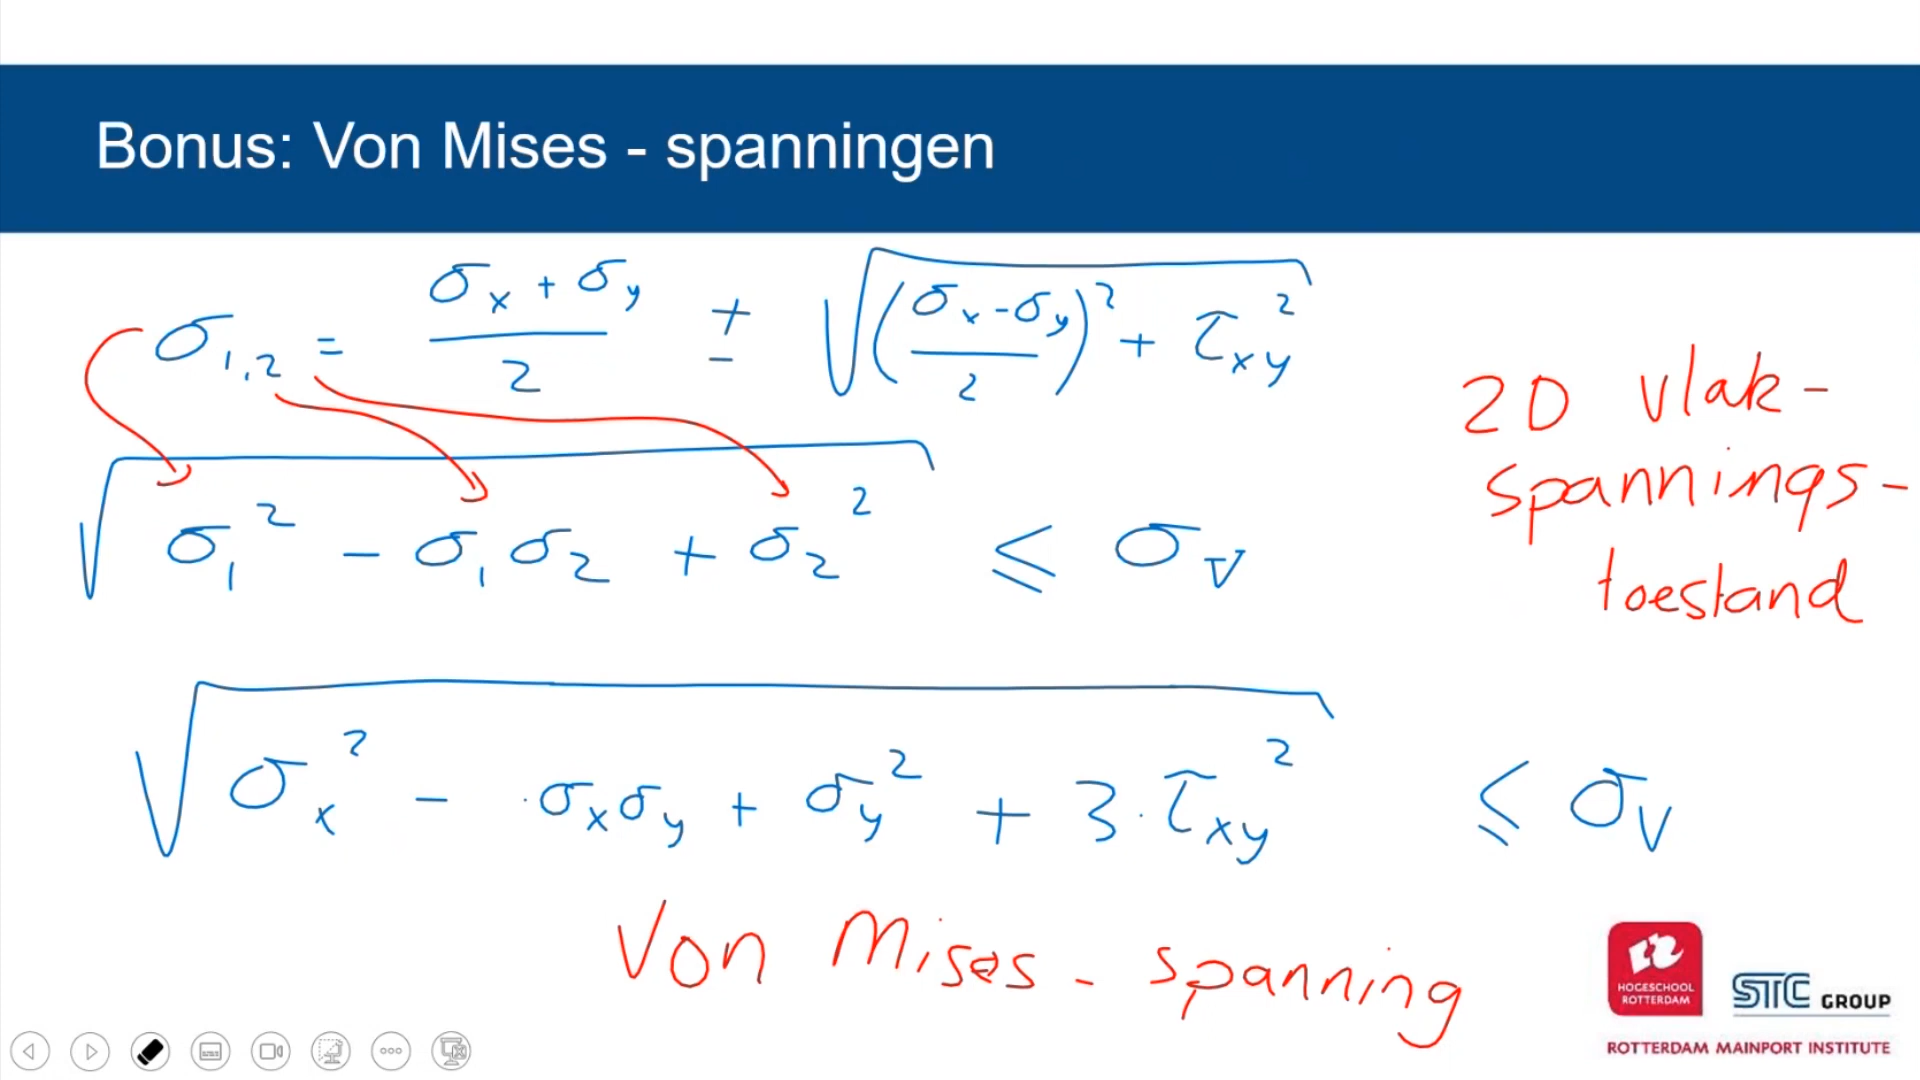 Bonus: Von Mises - spanningen
σ1,2 = (σx + σy)/2 ± √(((σx - σy)/2)² + τxy²)
√(σ1² - σ1σ2 + σ2²) ≤ σv
2D vlak-
spannings-
toestand
√(σx² - ·σxσy + σy² + 3·τxy²) ≤ σv
Von Mises - spanning
HOGESCHOOL
ROTTERDAM
STC GROUP
ROTTERDAM MAINPORT INSTITUTE